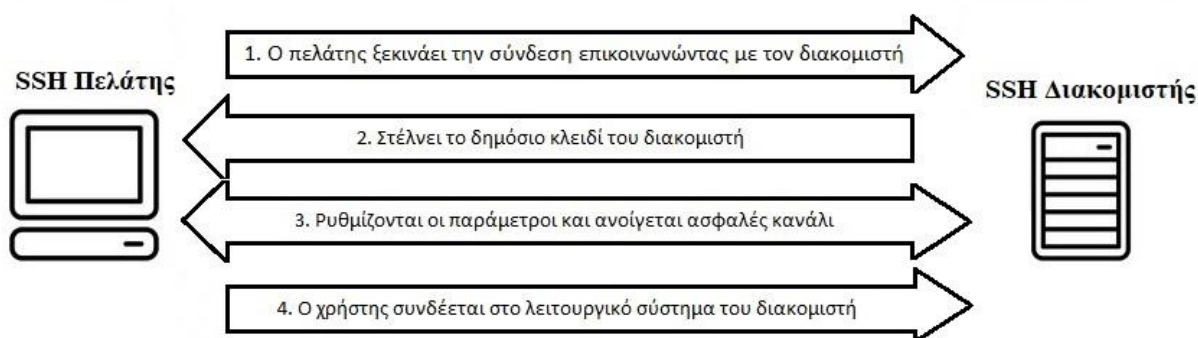 1. Ο πελάτης ξεκινάει την σύνδεση επικοινωνώντας με τον διακομιστή
SSH Πελάτης
SSH Διακομιστής
2. Στέλνει το δημόσιο κλειδί του διακομιστή
3. Ρυθμίζονται οι παράμετροι και ανοίγεται ασφαλές κανάλι
4. Ο χρήστης συνδέεται στο λειτουργικό σύστημα του διακομιστή